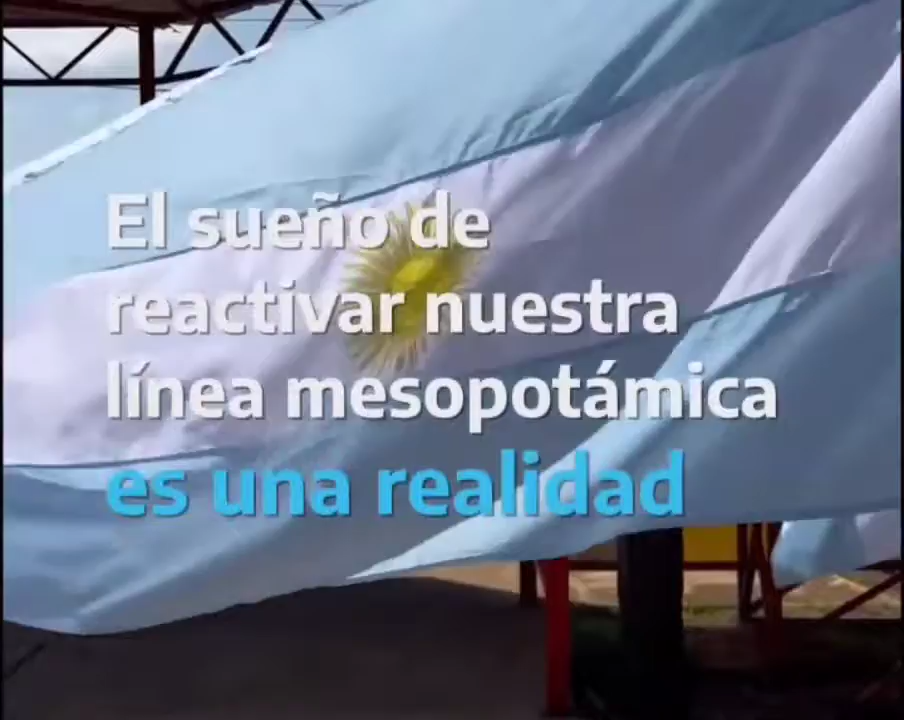 El sueño de
reactivar nuestra
línea mesopotámica
es una realidad